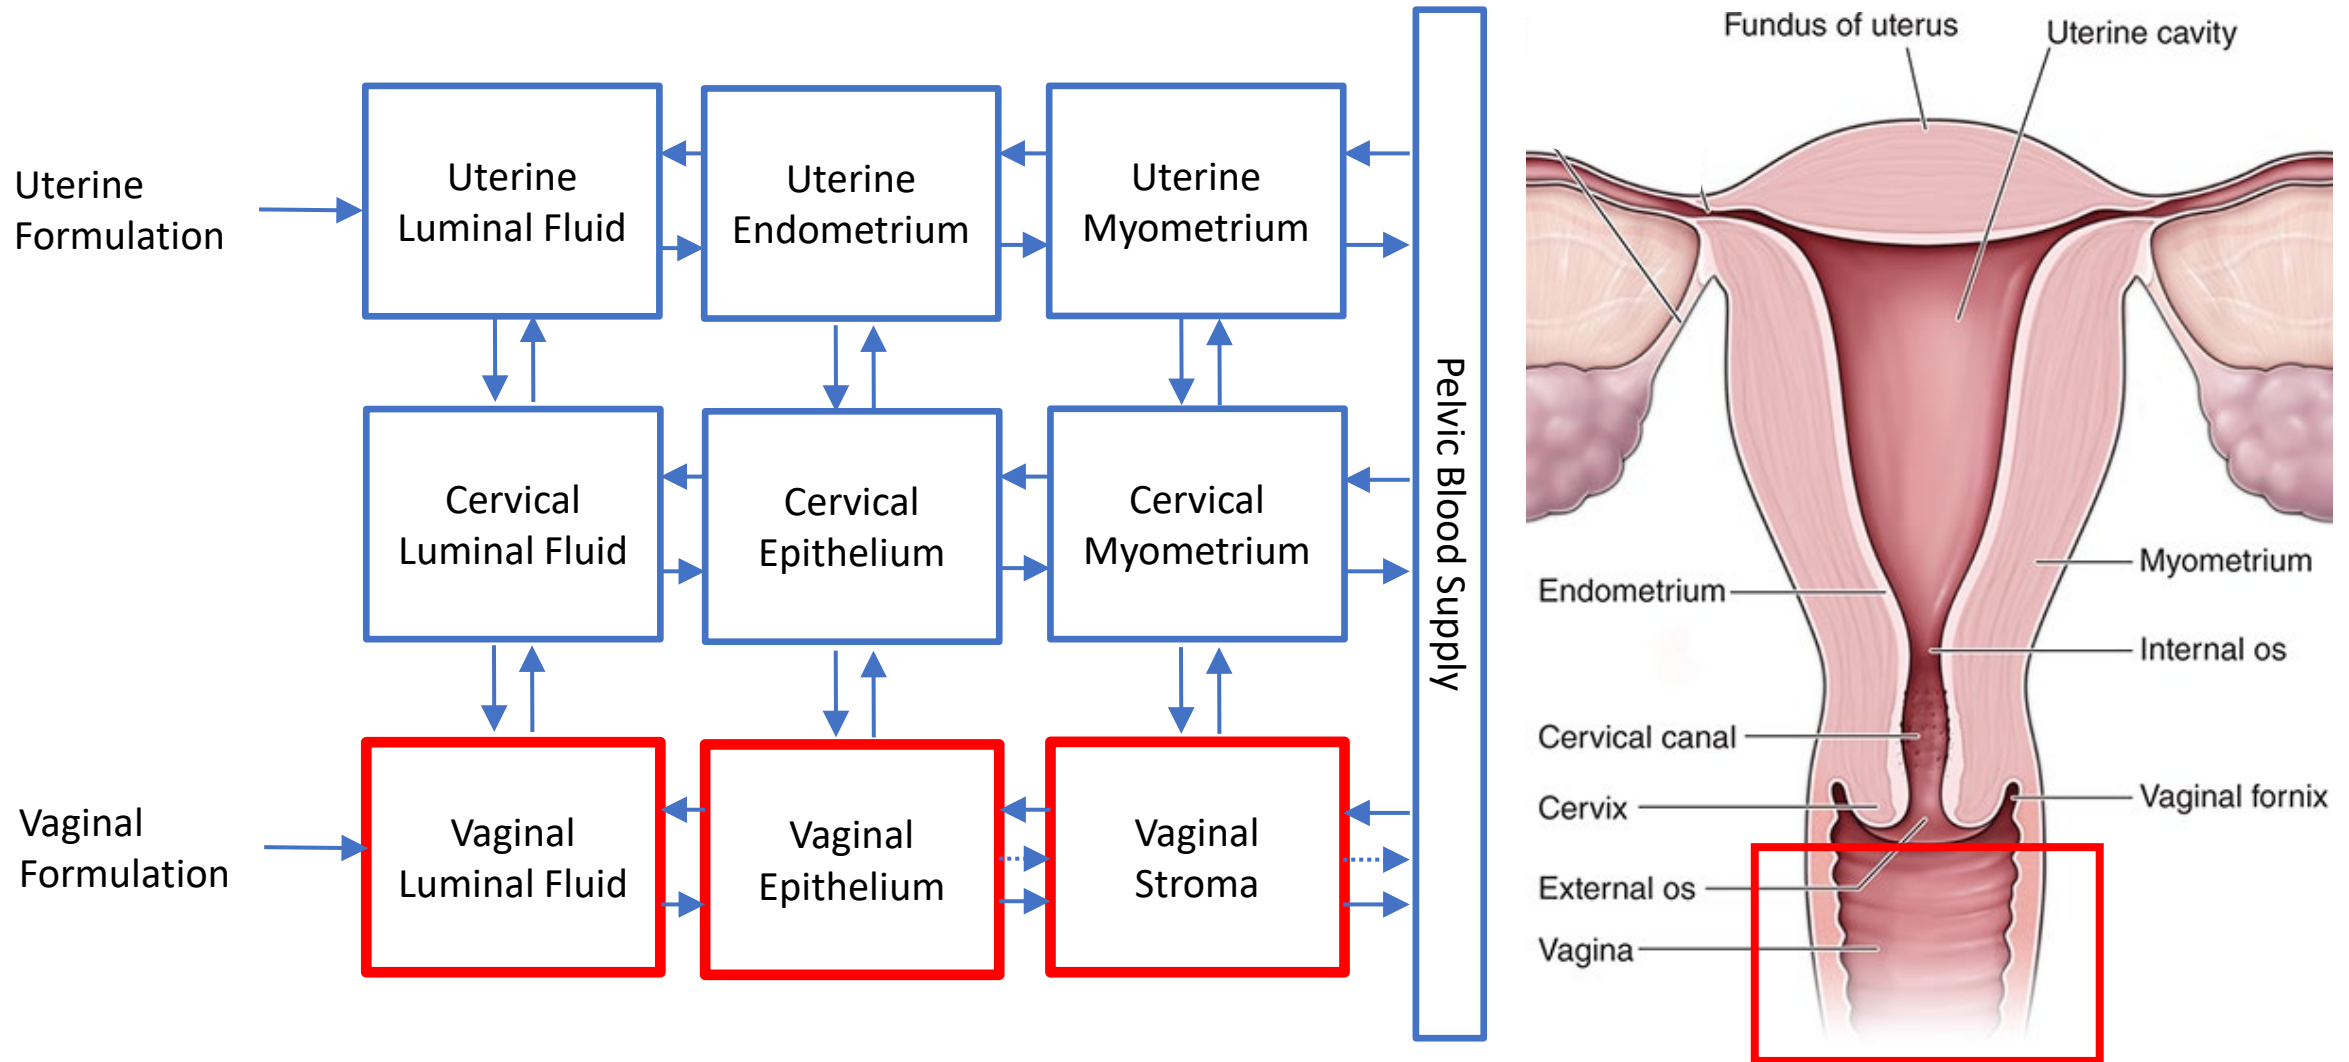 Uterine
Formulation
Uterine
Luminal Fluid
Uterine
Endometrium
Uterine
Myometrium
Cervical
Luminal Fluid
Cervical
Epithelium
Cervical
Myometrium
Vaginal
Formulation
Vaginal
Luminal Fluid
Vaginal
Epithelium
Vaginal
Stroma
Pelvic Blood Supply
Fundus of uterus
Uterine cavity
Endometrium
Myometrium
Internal os
Cervical canal
Cervix
Vaginal fornix
External os
Vagina